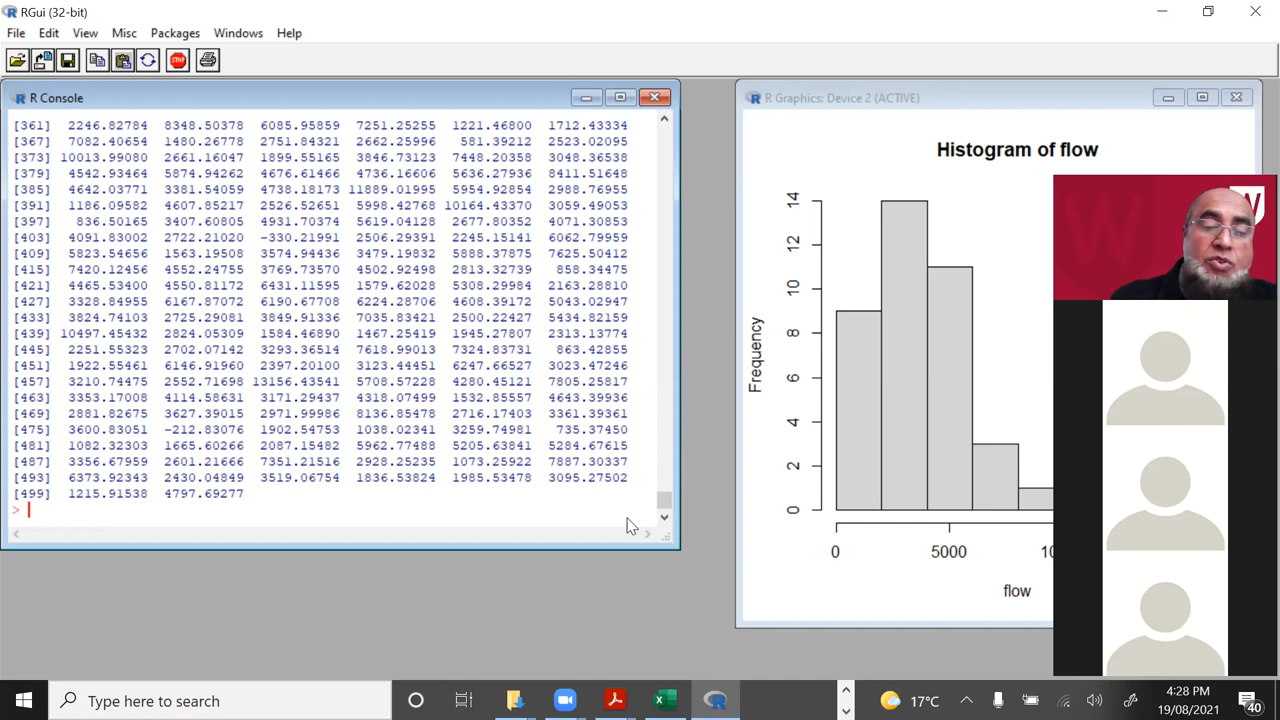 RGui (32-bit)
File Edit View Misc Packages Windows Help
STOP
R Console
[361] 2246.82784 8348.50378 6085.95859 7251.25255 1221.46800 1712.43334
[367] 7082.40654 1480.26778 2751.84321 2662.25996 581.39212 2523.02095
[373] 10013.99080 2661.16047 1899.55165 3846.73123 7448.20358 3048.36538
[379] 4542.93464 5874.94262 4676.61466 4736.16606 5636.27936 8411.51648
[385] 4642.03771 3381.54059 4738.18173 11889.01995 5954.92854 2988.76955
[391] 1186.09582 4607.85217 2526.52651 5998.42768 10164.43370 3059.49053
[397] 836.50165 3407.60805 4931.70374 5619.04128 2677.80352 4071.30853
[403] 4091.83002 2722.21020 -330.21991 2506.29391 2245.15141 6062.79959
[409] 5823.54656 1563.19508 3574.94436 3479.19832 5888.37875 7625.50412
[415] 7420.12456 4552.24755 3769.73570 4502.92498 2813.32739 858.34475
[421] 4465.53400 4550.81172 6431.11595 1579.62028 5308.29984 2163.28810
[427] 3328.84955 6167.87072 6190.67708 6224.28706 4608.39172 5043.02947
[433] 3824.74103 2725.29081 3849.91336 7035.83421 2500.22427 5434.82159
[439] 10497.45432 2824.05309 1584.46890 1467.25419 1945.27807 2313.13774
[445] 2251.55323 2702.07142 3293.36514 7618.99013 7324.83731 863.42855
[451] 1922.55461 6146.91960 2397.20100 3123.44451 6247.66527 3023.47246
[457] 3210.74475 2552.71698 13156.43541 5708.57228 4280.45121 7805.25817
[463] 3353.17008 4114.58631 3171.29437 4318.07499 1532.85557 4643.39936
[469] 2881.82675 3627.39015 2971.99986 8136.85478 2716.17403 3361.39361
[475] 3600.83051 -212.83076 1902.54753 1038.02341 3259.74981 735.37450
[481] 1082.32303 1665.60266 2087.15482 5962.77488 5205.63841 5284.67615
[487] 3356.67959 2601.21666 7351.21516 2928.25235 1073.25922 7887.30337
[493] 6373.92343 2430.04849 3519.06754 1836.53824 1985.53478 3095.27502
[499] 1215.91538 4797.69277
>
R Graphics: Device 2 (ACTIVE)
Histogram of flow
Frequency
14
12
10
8
6
4
2
0
0 5000
flow
W
Type here to search
17°C
4:28 PM
19/08/2021
40